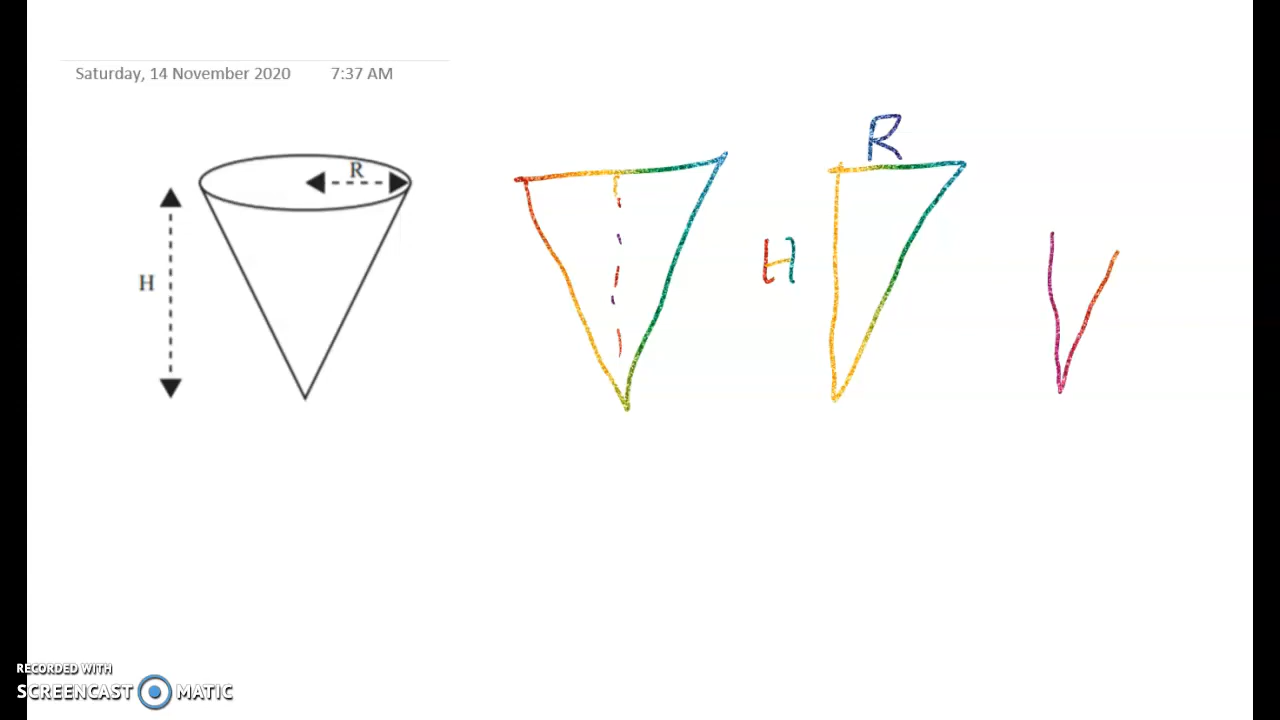 Saturday, 14 November 2020 7:37 AM
R
H
R
H
RECORDED WITH
SCREENCAST MATIC